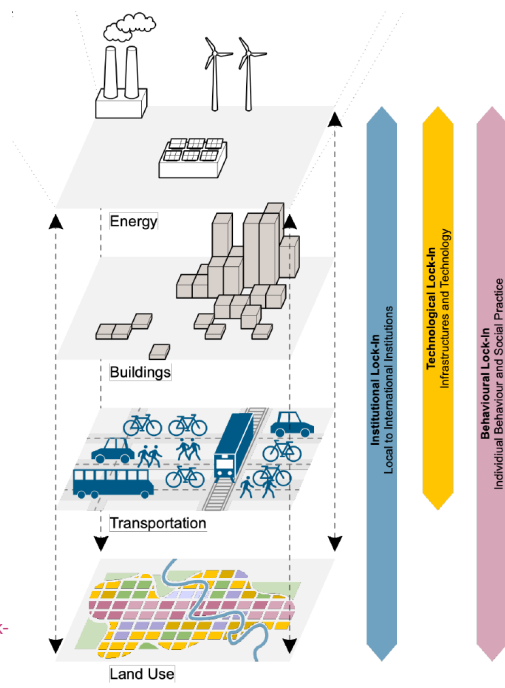 Energy
Buildings
Transportation
Land Use
k-
Institutional Lock-In
Local to International Institutions
Technological Lock-In
Infrastructures and Technology
Behavioural Lock-In
Individiual Behaviour and Social Practice